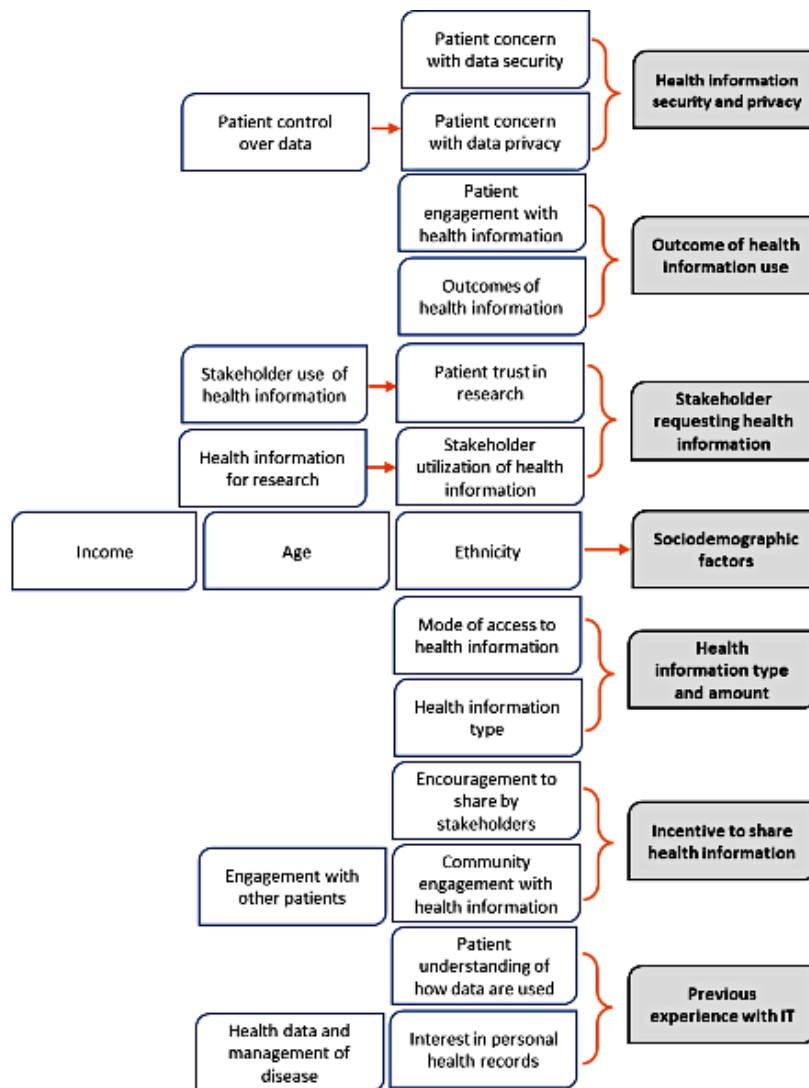 Patient concern
with data security
Health information
security and privacy
Patient control
over data
Patient concern
with data privacy
Patient
engagement with
health information
Outcome of health
information use
Outcomes of
health information
Stakeholder use of
health information
Patient trust in
research
Stakeholder
requesting health
information
Health information
for research
Stakeholder
utilization of health
information
Income
Age
Ethnicity
Sociodemographic
factors
Mode of access to
health information
Health
information type
and amount
Health information
type
Encouragement to
share by
stakeholders
Incentive to share
health information
Engagement with
other patients
Community
engagement with
health information
Patient
understanding of
how data are used
Previous
experience with IT
Health data and
management of
disease
Interest in personal
health records